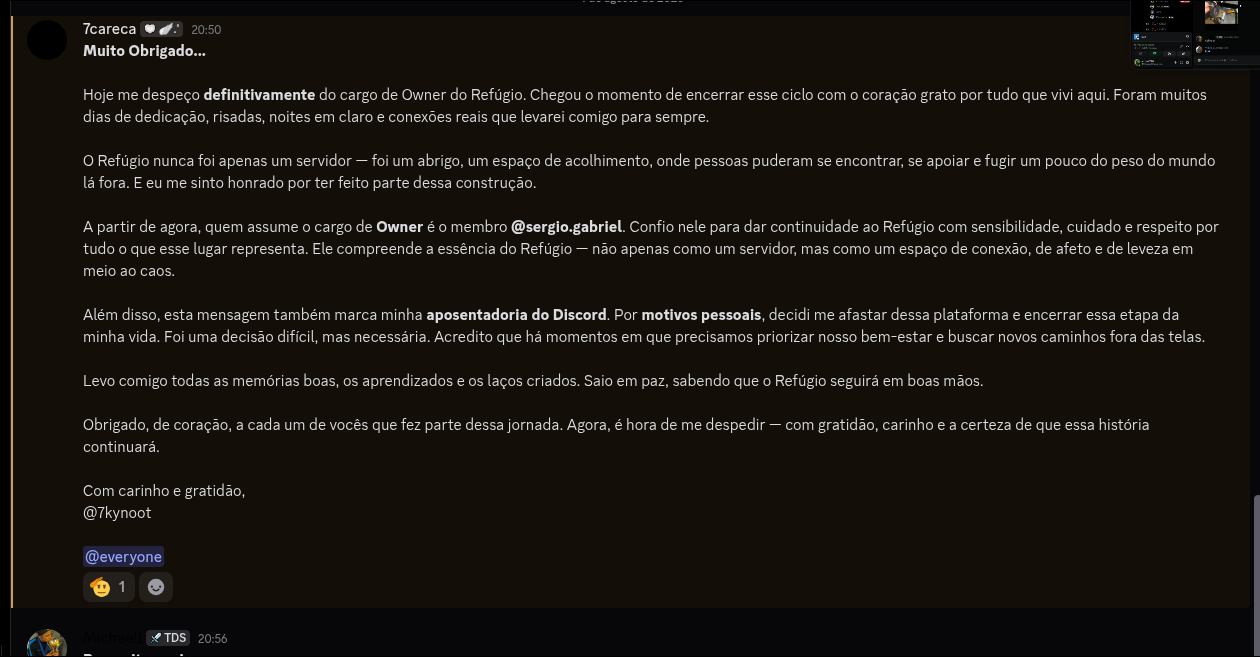 7careca 20:50
Muito Obrigado...
Hoje me despeço definitivamente do cargo de Owner do Refúgio. Chegou o momento de encerrar esse ciclo com o coração grato por tudo que vivi aqui. Foram muitos
dias de dedicação, risadas, noites em claro e conexões reais que levarei comigo para sempre.
O Refúgio nunca foi apenas um servidor — foi um abrigo, um espaço de acolhimento, onde pessoas puderam se encontrar, se apoiar e fugir um pouco do peso do mundo
lá fora. E eu me sinto honrado por ter feito parte dessa construção.
A partir de agora, quem assume o cargo de Owner é o membro @sergio.gabriel. Confio nele para dar continuidade ao Refúgio com sensibilidade, cuidado e respeito por
tudo o que esse lugar representa. Ele compreende a essência do Refúgio — não apenas como um servidor, mas como um espaço de conexão, de afeto e de leveza em
meio ao caos.
Além disso, esta mensagem também marca minha aposentadoria do Discord. Por motivos pessoais, decidi me afastar dessa plataforma e encerrar essa etapa da
minha vida. Foi uma decisão difícil, mas necessária. Acredito que há momentos em que precisamos priorizar nosso bem-estar e buscar novos caminhos fora das telas.
Levo comigo todas as memórias boas, os aprendizados e os laços criados. Saio em paz, sabendo que o Refúgio seguirá em boas mãos.
Obrigado, de coração, a cada um de vocês que fez parte dessa jornada. Agora, é hora de me despedir — com gratidão, carinho e a certeza de que essa história
continuará.
Com carinho e gratidão,
@7kynoot
@everyone
1
TDS 20:56